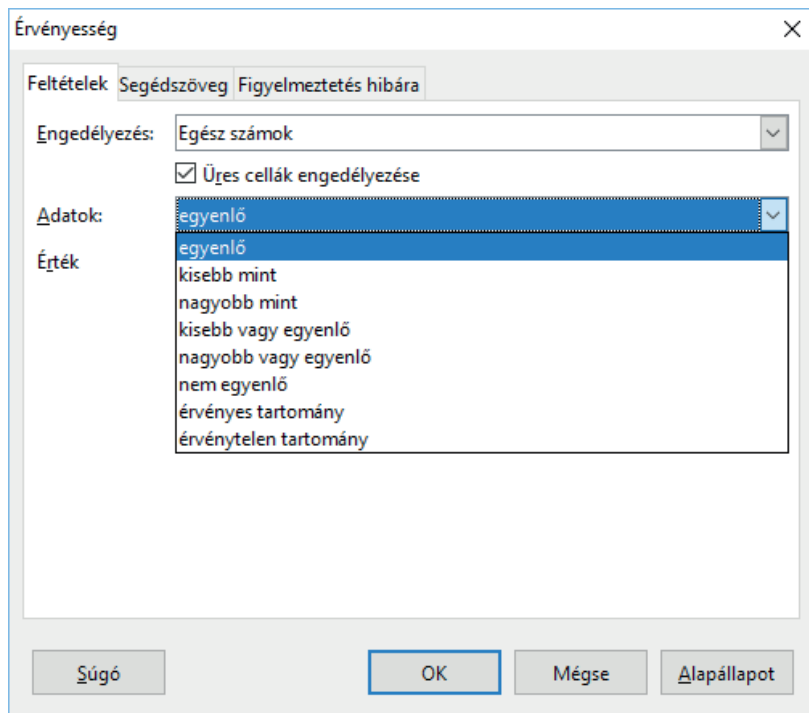 Érvényesség
Feltételek Segédszöveg Figyelmeztetés hibára
Engedélyezés: Egész számok
Üres cellák engedélyezése
Adatok: egyenlő
egyenlő
Érték
kisebb mint
nagyobb mint
kisebb vagy egyenlő
nagyobb vagy egyenlő
nem egyenlő
érvényes tartomány
érvénytelen tartomány
Súgó OK Mégse Alapállapot